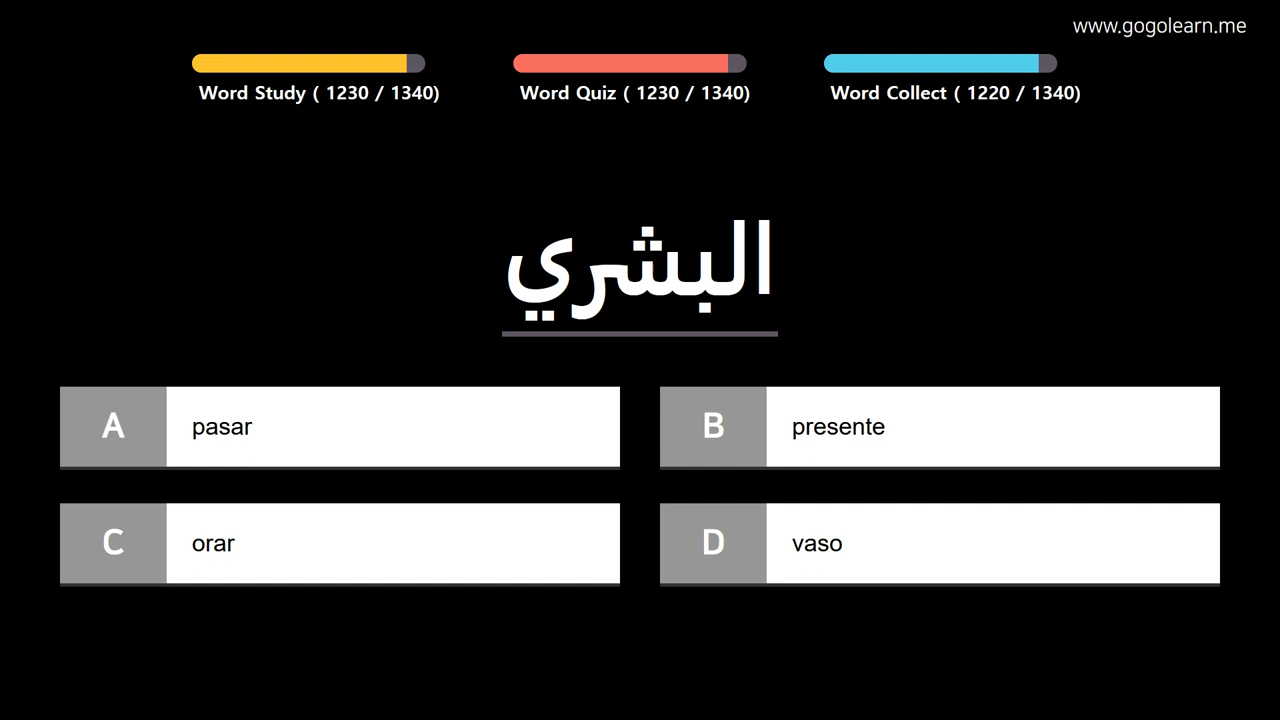 www.gogolearn.me
Word Study ( 1230 / 1340)
Word Quiz ( 1230 / 1340)
Word Collect ( 1220 / 1340)
البشري
A pasar
B presente
C orar
D vaso